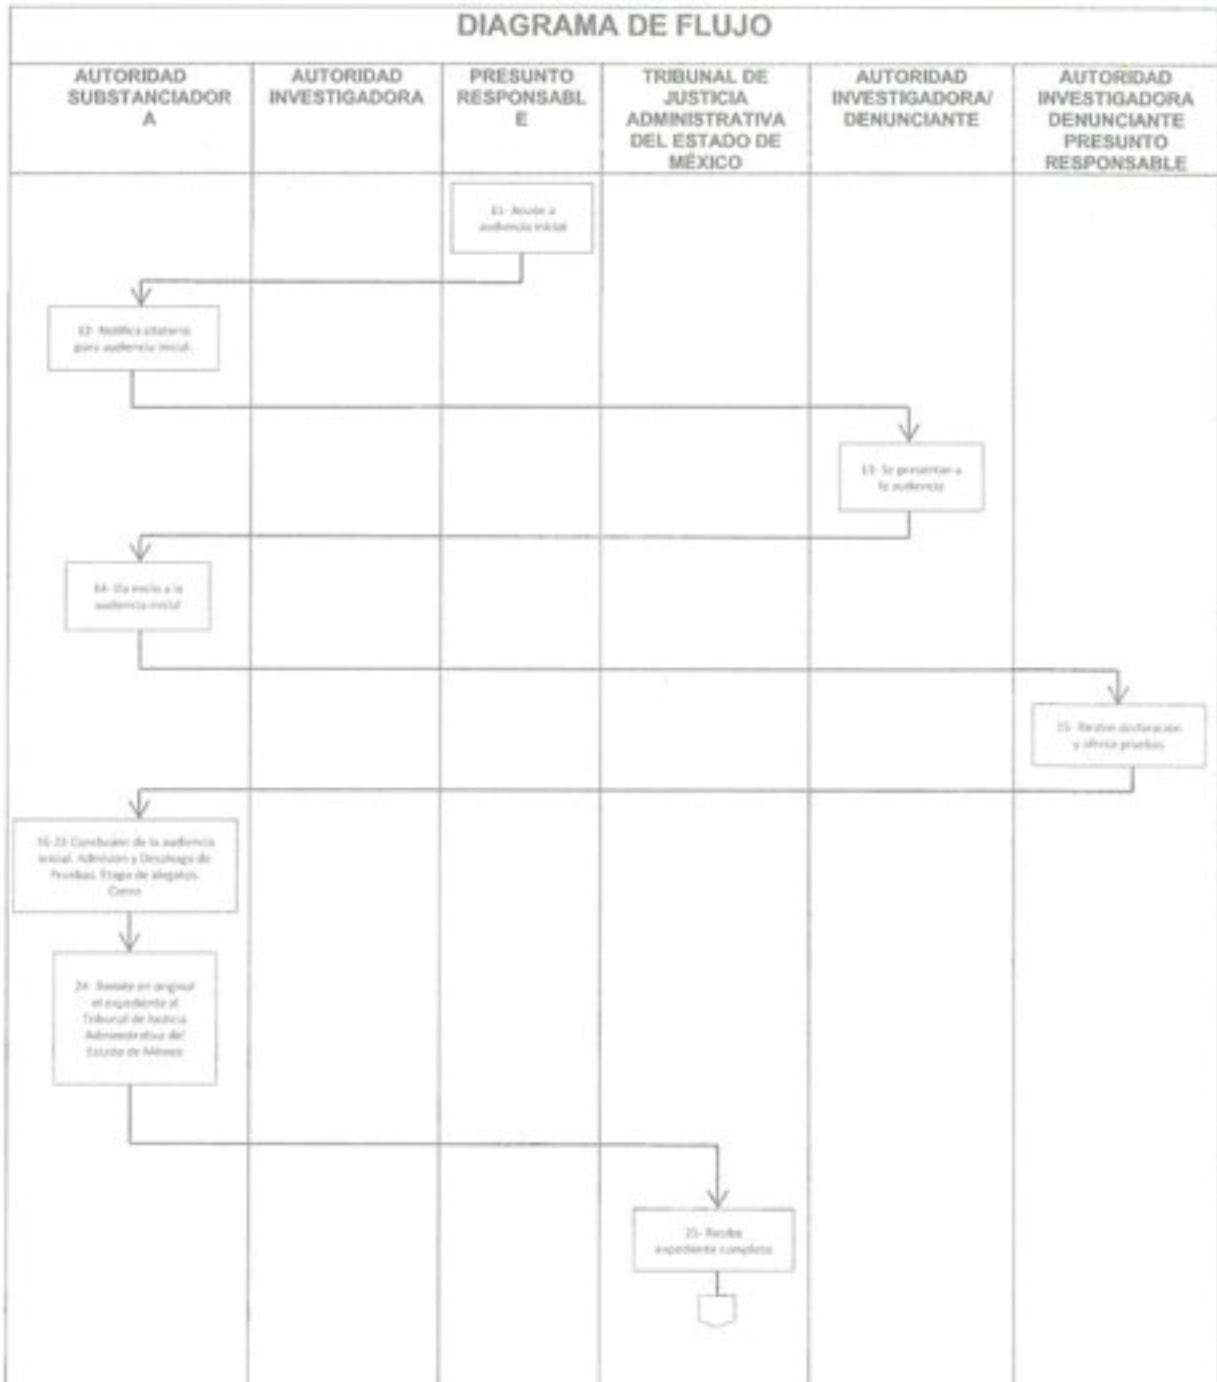 DIAGRAMA DE FLUJO
AUTORIDAD
SUBSTANCIADOR
A
AUTORIDAD
INVESTIGADORA
PRESUNTO
RESPONSABL
E
TRIBUNAL DE
JUSTICIA
ADMINISTRATIVA
DEL ESTADO DE
MÉXICO
AUTORIDAD
INVESTIGADORA/
DENUNCIANTE
AUTORIDAD
INVESTIGADORA
DENUNCIANTE
PRESUNTO
RESPONSABLE
11- Acude a
audiencia inicial
12- Notifica citatorio
para audiencia inicial.
13- Se presentan a
la audiencia
14- Da inicio a la
audiencia inicial
15- Rinden declaración
y ofrece pruebas
16-23 Conclusión de la audiencia
inicial. Admisión y Desahogo de
Pruebas. Etapa de alegatos.
Cierre
24- Remite en original
el expediente al
Tribunal de Justicia
Administrativa del
Estado de México
25- Recibe
expediente completo